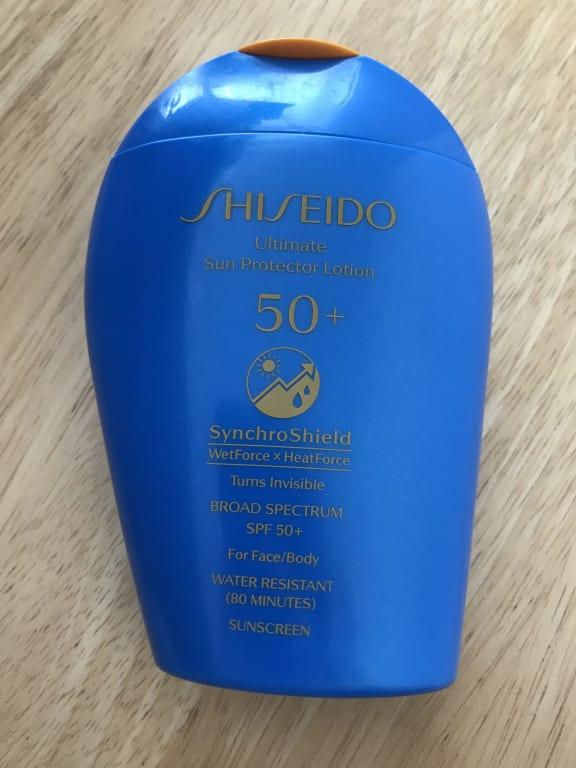 SHISEIDO
Ultimate
Sun Protector Lotion
50+
SynchroShield
WetForce × HeatForce
Turns Invisible
BROAD SPECTRUM
SPF 50+
For Face/Body
WATER RESISTANT
(80 MINUTES)
SUNSCREEN